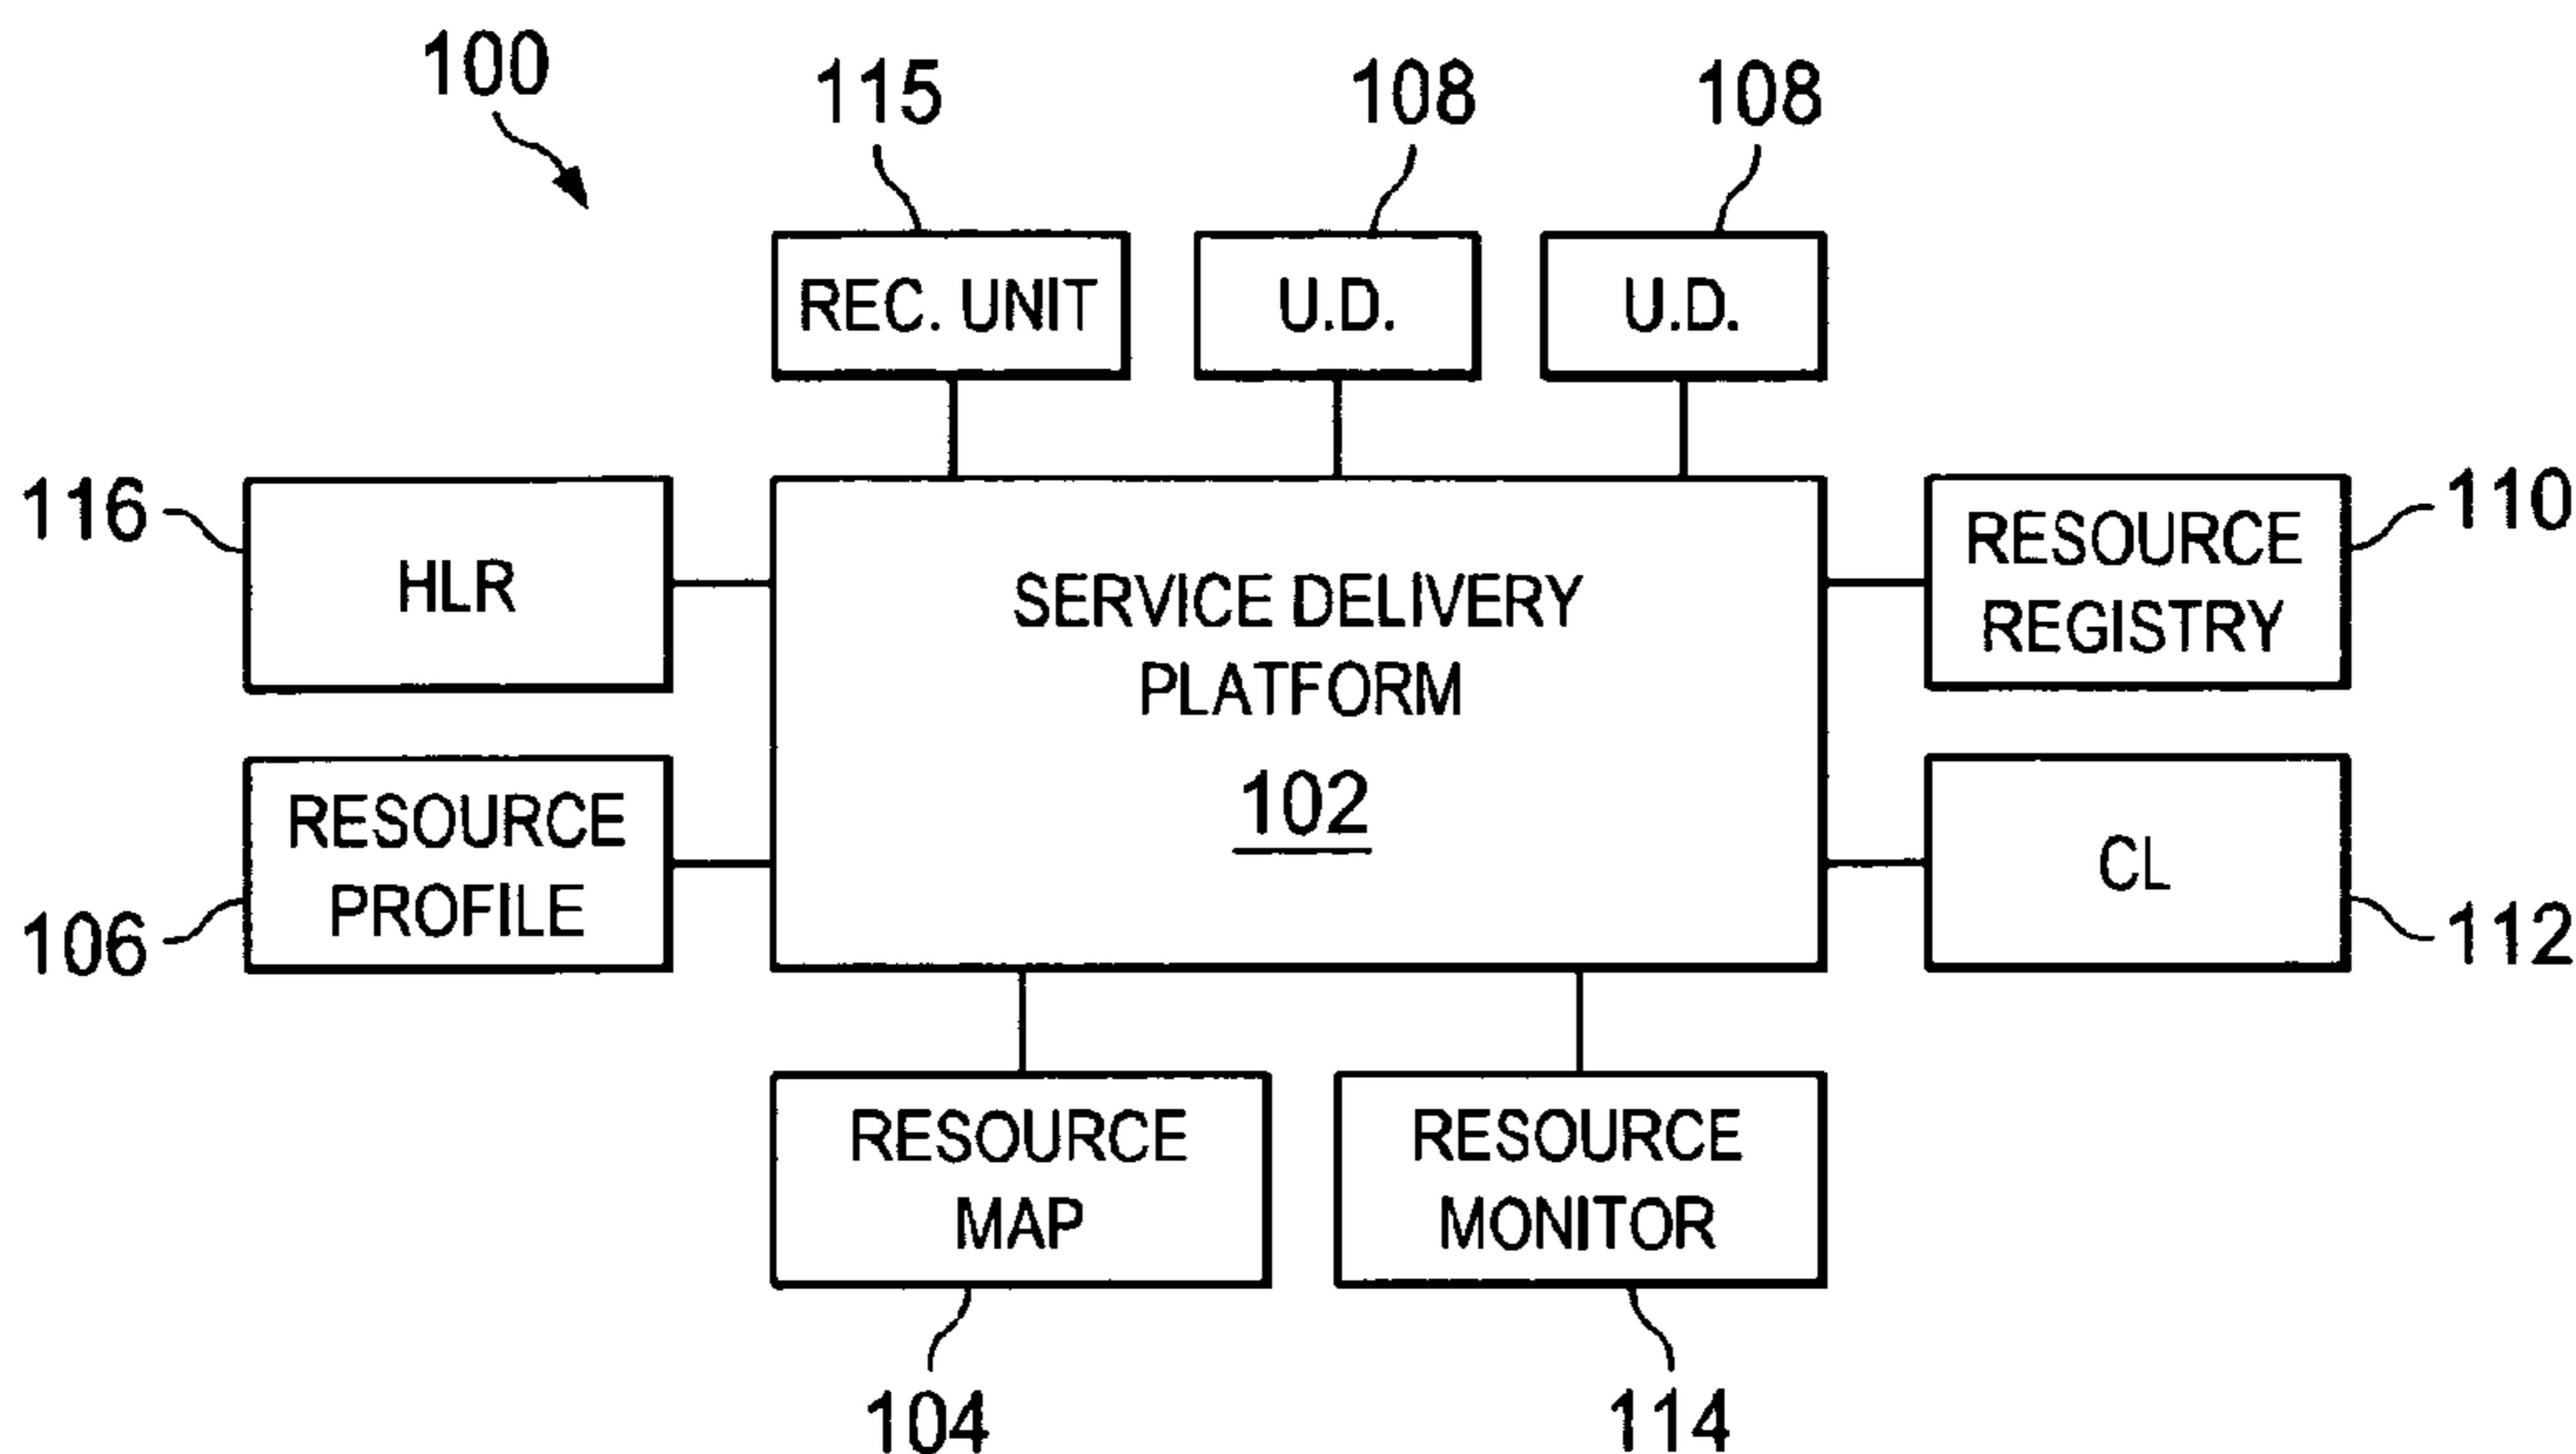 100
115
108
108
REC. UNIT
U.D.
U.D.
116
HLR
SERVICE DELIVERY
PLATFORM
102
RESOURCE
REGISTRY
110
RESOURCE
PROFILE
106
CL
112
RESOURCE
MAP
RESOURCE
MONITOR
104
114